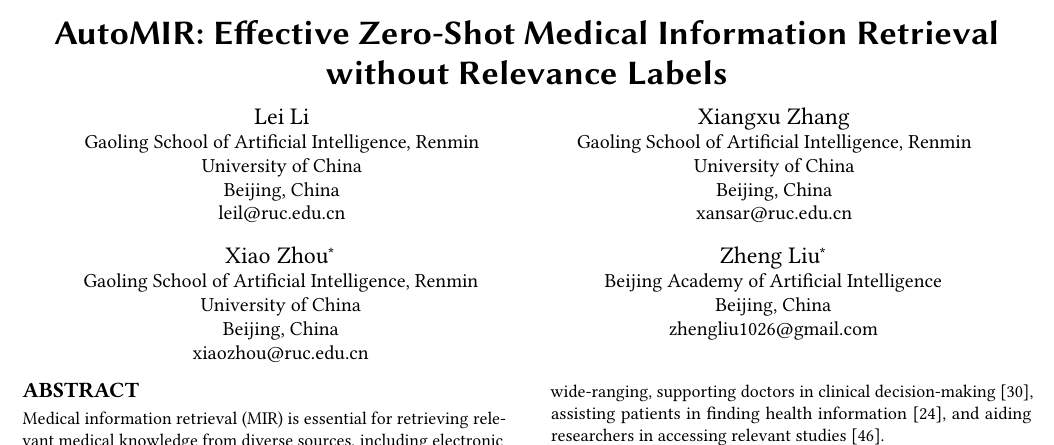 AutoMIR: Effective Zero-Shot Medical Information Retrieval
without Relevance Labels
Lei Li
Gaoling School of Artificial Intelligence, Renmin
University of China
Beijing, China
leil@ruc.edu.cn
Xiangxu Zhang
Gaoling School of Artificial Intelligence, Renmin
University of China
Beijing, China
xansar@ruc.edu.cn
Xiao Zhou*
Gaoling School of Artificial Intelligence, Renmin
University of China
Beijing, China
xiaozhou@ruc.edu.cn
Zheng Liu*
Beijing Academy of Artificial Intelligence
Beijing, China
zhengliu1026@gmail.com
ABSTRACT
Medical information retrieval (MIR) is essential for retrieving rele-
vant medical knowledge from diverse sources, including electronic
wide-ranging, supporting doctors in clinical decision-making [30],
assisting patients in finding health information [24], and aiding
researchers in accessing relevant studies [46].